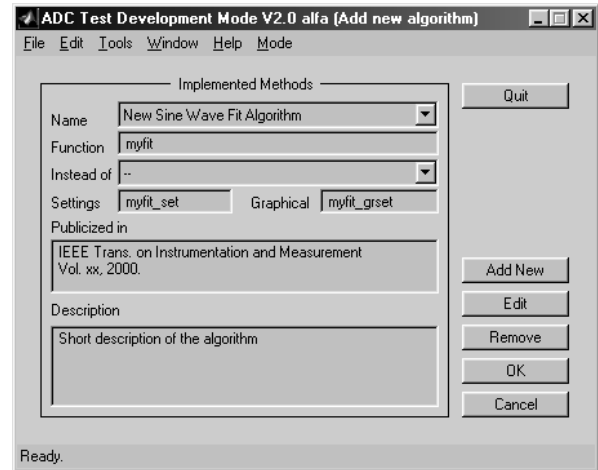 ADC Test Development Mode V2.0 alfa (Add new algorithm)
File Edit Tools Window Help Mode
Implemented Methods
Quit
Name New Sine Wave Fit Algorithm
Function myfit
Instead of --
Settings myfit_set Graphical myfit_grset
Publicized in
IEEE Trans. on Instrumentation and Measurement
Vol. xx, 2000.
Add New
Edit
Description
Short description of the algorithm
Remove
OK
Cancel
Ready.